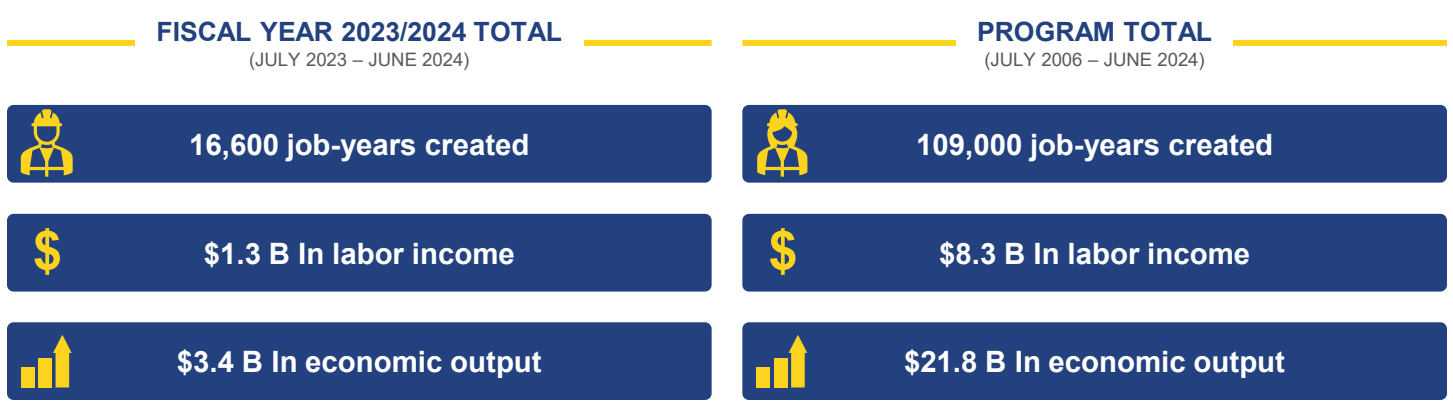 FISCAL YEAR 2023/2024 TOTAL
(JULY 2023 – JUNE 2024)
16,600 job-years created
$
$1.3 B In labor income
$3.4 B In economic output
PROGRAM TOTAL
(JULY 2006 – JUNE 2024)
109,000 job-years created
$
$8.3 B In labor income
$21.8 B In economic output